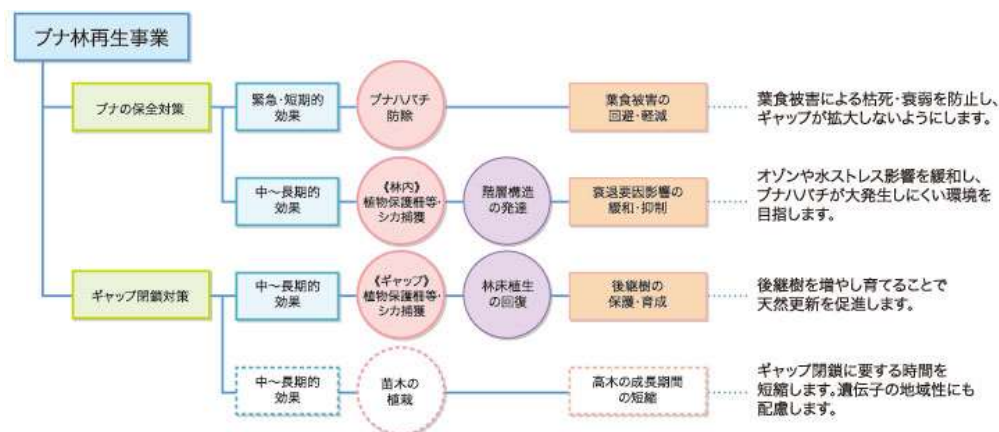 ブナ林再生事業
ブナの保全対策
緊急・短期的
効果
ブナハバチ
防除
葉食被害の
回避・軽減
葉食被害による枯死・衰弱を防止し、
ギャップが拡大しないようにします。
中～長期的
効果
《林内》
植物保護柵等・
シカ捕獲
階層構造
の発達
衰退要因影響の
緩和・抑制
オゾンや水ストレス影響を緩和し、
ブナハバチが大発生しにくい環境を
目指します。
ギャップ閉鎖対策
中～長期的
効果
《ギャップ》
植物保護柵等・
シカ捕獲
林床植生
の回復
後継樹の
保護・育成
後継樹を増やし育てることで
天然更新を促進します。
中～長期的
効果
苗木の
植栽
高木の成長期間
の短縮
ギャップ閉鎖に要する時間を
短縮します。遺伝子の地域性にも
配慮します。